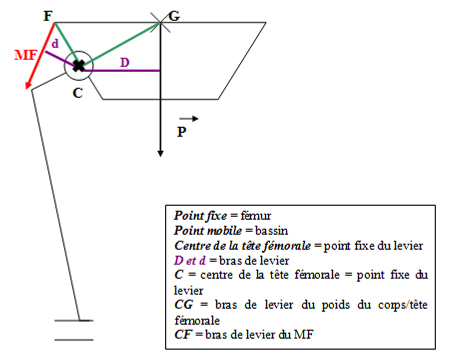 F
G
d
MF
D
C
P
Point fixe = fémur
Point mobile = bassin
Centre de la tête fémorale = point fixe du levier
D et d = bras de levier
C = centre de la tête fémorale = point fixe du
levier
CG = bras de levier du poids du corps/tête
fémorale
CF = bras de levier du MF